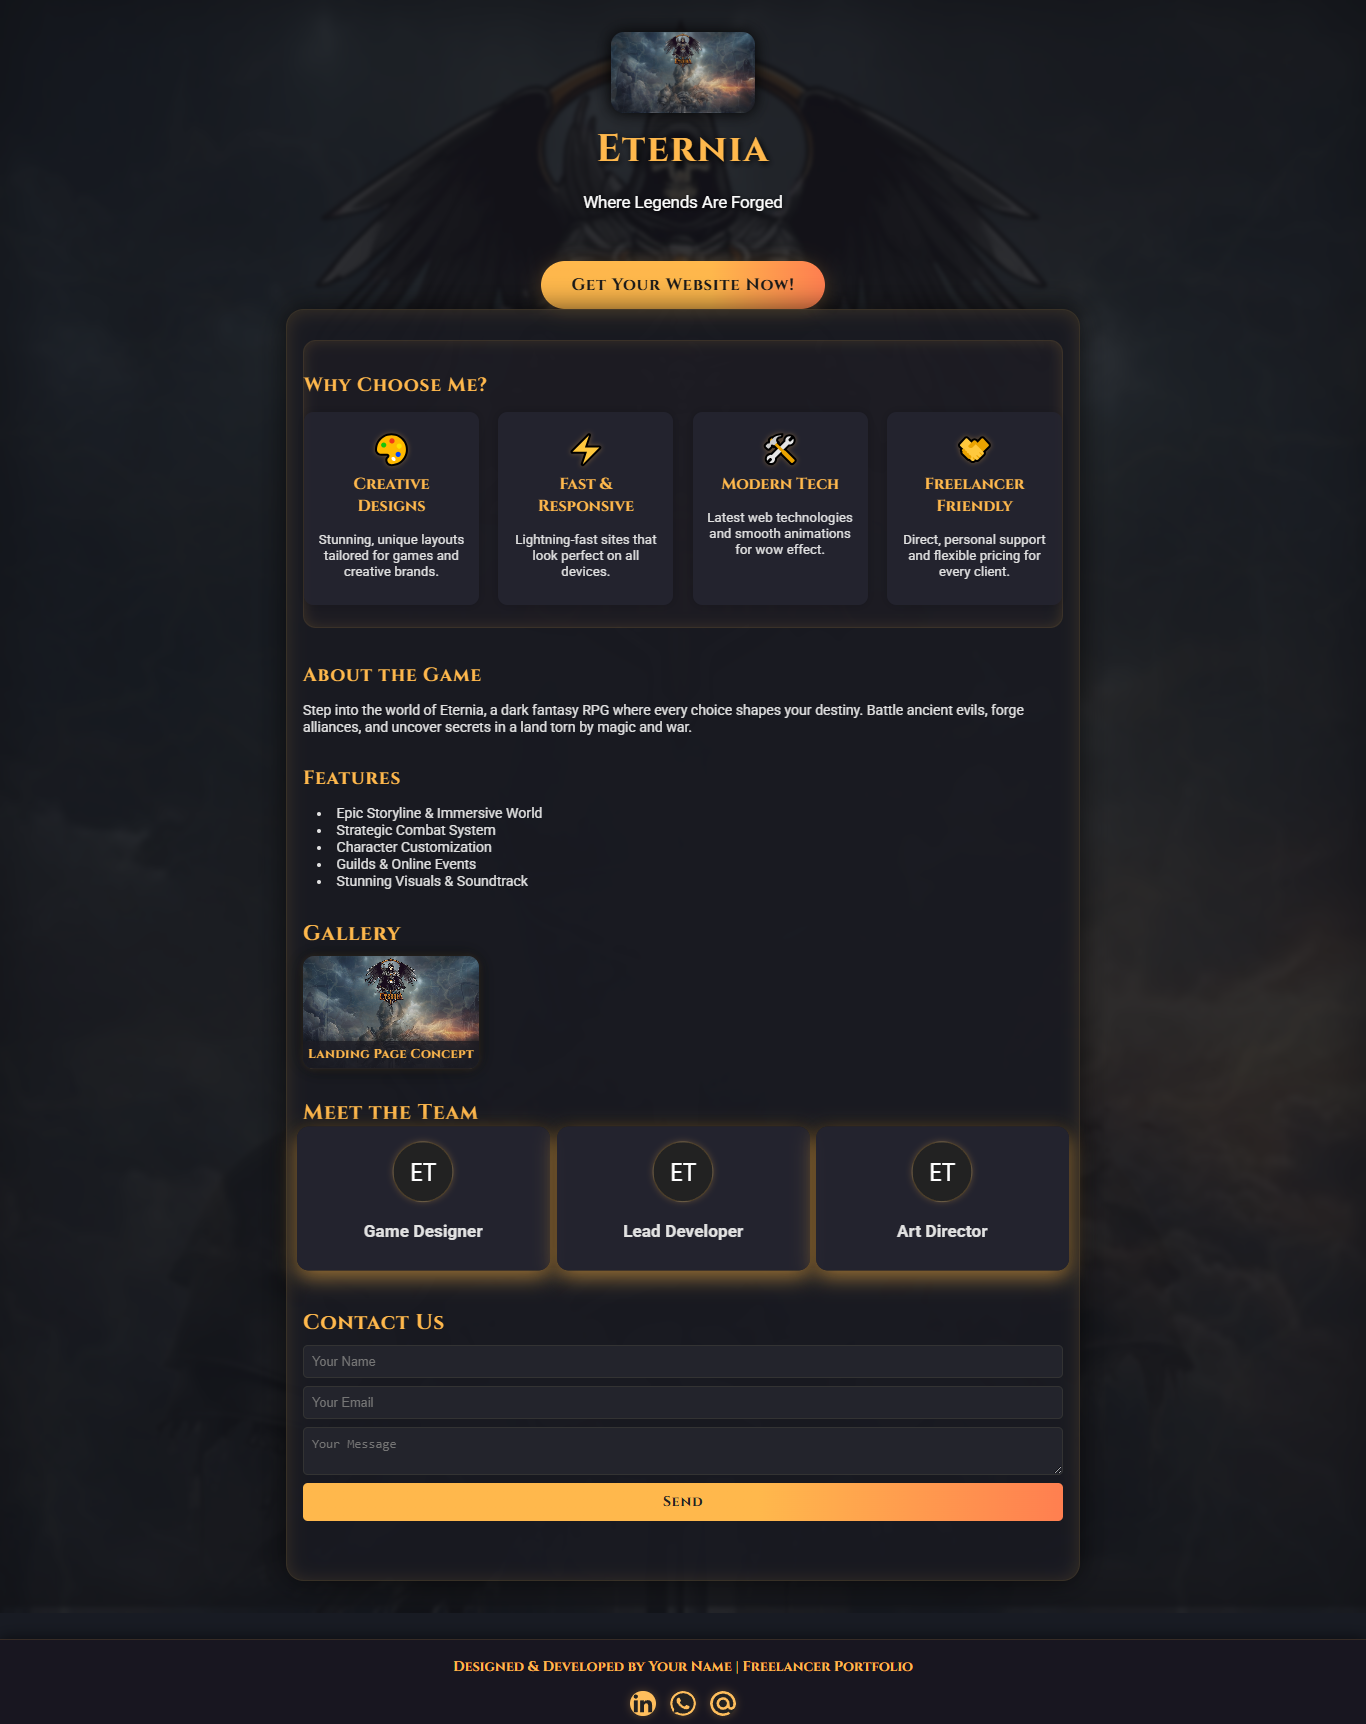 Eternia
Where Legends Are Forged
Get Your Website Now!
Why Choose Me?
Creative
Designs
Stunning, unique layouts
tailored for games and
creative brands.
Fast &
Responsive
Lightning-fast sites that
look perfect on all
devices.
Modern Tech
Latest web technologies
and smooth animations
for wow effect.
Freelancer
Friendly
Direct, personal support
and flexible pricing for
every client.
About the Game
Step into the world of Eternia, a dark fantasy RPG where every choice shapes your destiny. Battle ancient evils, forge
alliances, and uncover secrets in a land torn by magic and war.
Features
Epic Storyline & Immersive World
Strategic Combat System
Character Customization
Guilds & Online Events
Stunning Visuals & Soundtrack
Gallery
Landing Page Concept
Meet the Team
ET
Game Designer
ET
Lead Developer
ET
Art Director
Contact Us
Your Name
Your Email
Your Message
Send
Designed & Developed by Your Name | Freelancer Portfolio